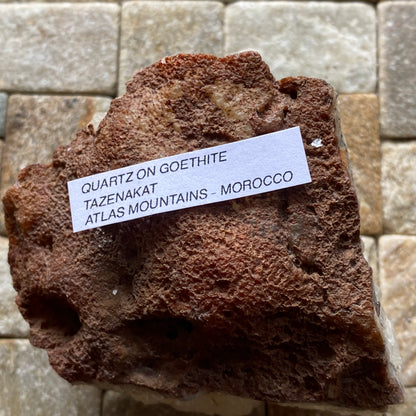 QUARTZ ON GOETHITE
TAZENAKAT
ATLAS MOUNTAINS - MOROCCO